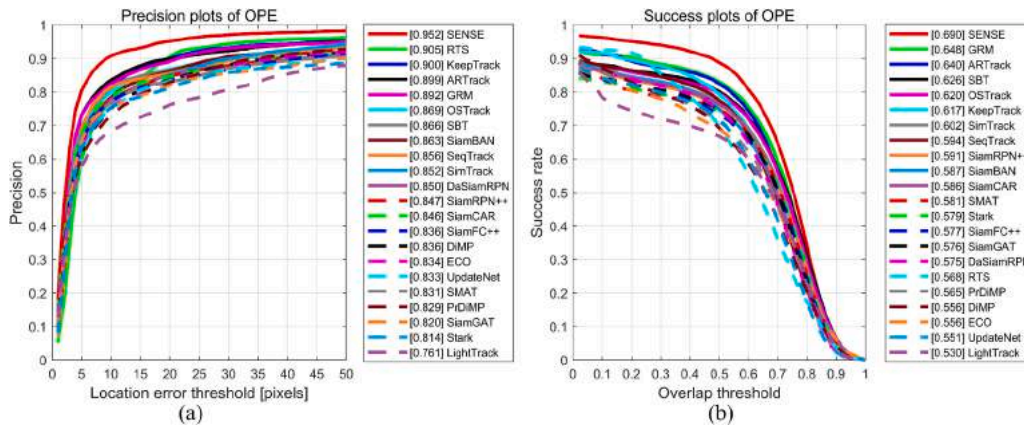 Precision plots of OPE
1
0.9
0.8
0.7
0.6
0.5
0.4
0.3
0.2
0.1
0
Precision
0 5 10 15 20 25 30 35 40 45 50
Location error threshold [pixels]
(a)
[0.952] SENSE
[0.905] RTS
[0.900] KeepTrack
[0.899] ARTrack
[0.892] GRM
[0.869] OSTrack
[0.866] SBT
[0.863] SiamBAN
[0.856] SeqTrack
[0.852] SimTrack
[0.850] DaSiamRPN
[0.847] SiamRPN++
[0.846] SiamCAR
[0.836] SiamFC++
[0.836] DiMP
[0.834] ECO
[0.833] UpdateNet
[0.831] SMAT
[0.829] PrDiMP
[0.820] SiamGAT
[0.814] Stark
[0.761] LightTrack
Success plots of OPE
1
0.9
0.8
0.7
0.6
0.5
0.4
0.3
0.2
0.1
0
Success rate
0 0.1 0.2 0.3 0.4 0.5 0.6 0.7 0.8 0.9 1
Overlap threshold
(b)
[0.690] SENSE
[0.648] GRM
[0.640] ARTrack
[0.626] SBT
[0.620] OSTrack
[0.617] KeepTrack
[0.602] SimTrack
[0.594] SeqTrack
[0.591] SiamRPN+
[0.587] SiamBAN
[0.586] SiamCAR
[0.581] SMAT
[0.579] Stark
[0.577] SiamFC++
[0.576] SiamGAT
[0.575] DaSiamRPN
[0.568] RTS
[0.565] PrDiMP
[0.556] DiMP
[0.556] ECO
[0.551] UpdateNet
[0.530] LightTrack